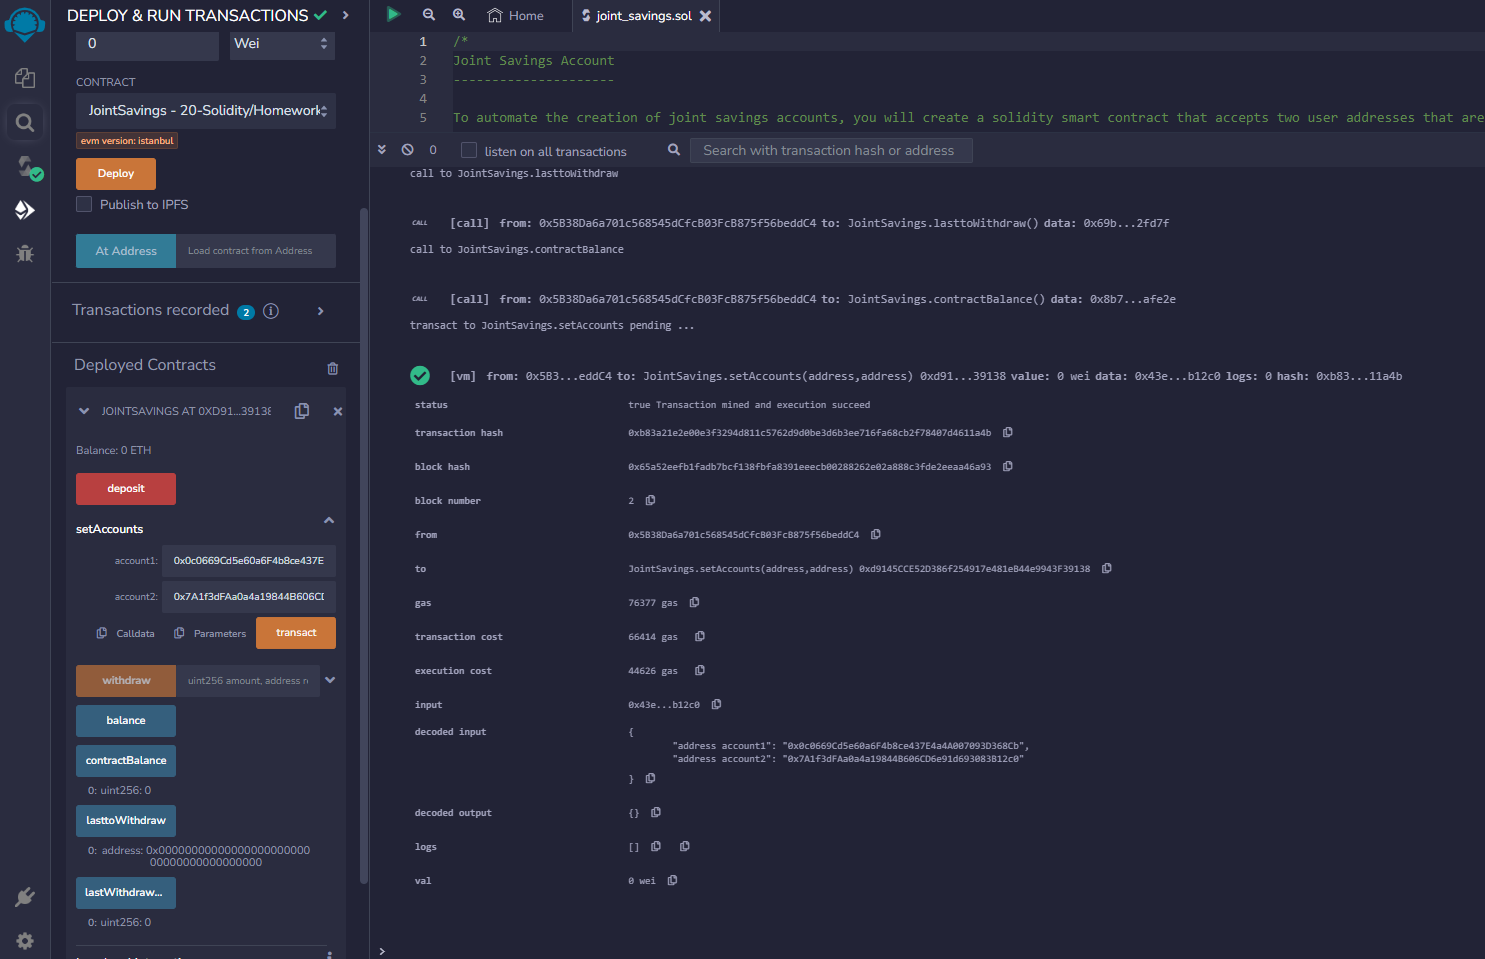 DEPLOY & RUN TRANSACTIONS
0
Wei
CONTRACT
JointSavings - 20-Solidity/Homework
evm version: istanbul
Deploy
Publish to IPFS
At Address
Load contract from Address
Transactions recorded 2
Deployed Contracts
JOINTSAVINGS AT 0XD91...39138
Balance: 0 ETH
deposit
setAccounts
account1: 0x0c0669Cd5e60a6F4b8ce437E
account2: 0x7A1f3dFAa0a4a19844B606CD
Calldata
Parameters
transact
withdraw
uint256 amount, address r
balance
contractBalance
0: uint256: 0
lasttoWithdraw
0: address: 0x00000000000000000000000
00000000000000000
lastWithdraw...
0: uint256: 0
Home
joint_savings.sol
1 /*
2 Joint Savings Account
3 ---------------------
4
5 To automate the creation of joint savings accounts, you will create a solidity smart contract that accepts two user addresses that are
0
listen on all transactions
Search with transaction hash or address
call to JointSavings.lasttoWithdraw
CALL [call] from: 0x5B38Da6a701c568545dCfcB03FcB875f56beddC4 to: JointSavings.lasttoWithdraw() data: 0x69b...2fd7f
call to JointSavings.contractBalance
CALL [call] from: 0x5B38Da6a701c568545dCfcB03FcB875f56beddC4 to: JointSavings.contractBalance() data: 0x8b7...afe2e
transact to JointSavings.setAccounts pending ...
[vm] from: 0x5B3...eddC4 to: JointSavings.setAccounts(address,address) 0xd91...39138 value: 0 wei data: 0x43e...b12c0 logs: 0 hash: 0xb83...11a4b
status true Transaction mined and execution succeed
transaction hash 0xb83a21e2e00e3f3294d811c5762d9d0be3d6b3ee716fa68cb2f78407d4611a4b
block hash 0x65a52eefb1fadb7bcf138fbfa8391eeecb00288262e02a888c3fde2eeaa46a93
block number 2
from 0x5B38Da6a701c568545dCfcB03FcB875f56beddC4
to JointSavings.setAccounts(address,address) 0xd9145CCE52D386f254917e481eB44e9943F39138
gas 76377 gas
transaction cost 66414 gas
execution cost 44626 gas
input 0x43e...b12c0
decoded input {
"address account1": "0x0c0669Cd5e60a6F4b8ce437E4a4A007093D368Cb",
"address account2": "0x7A1f3dFAa0a4a19844B606CD6e91d693083B12c0"
}
decoded output {}
logs []
val 0 wei
>